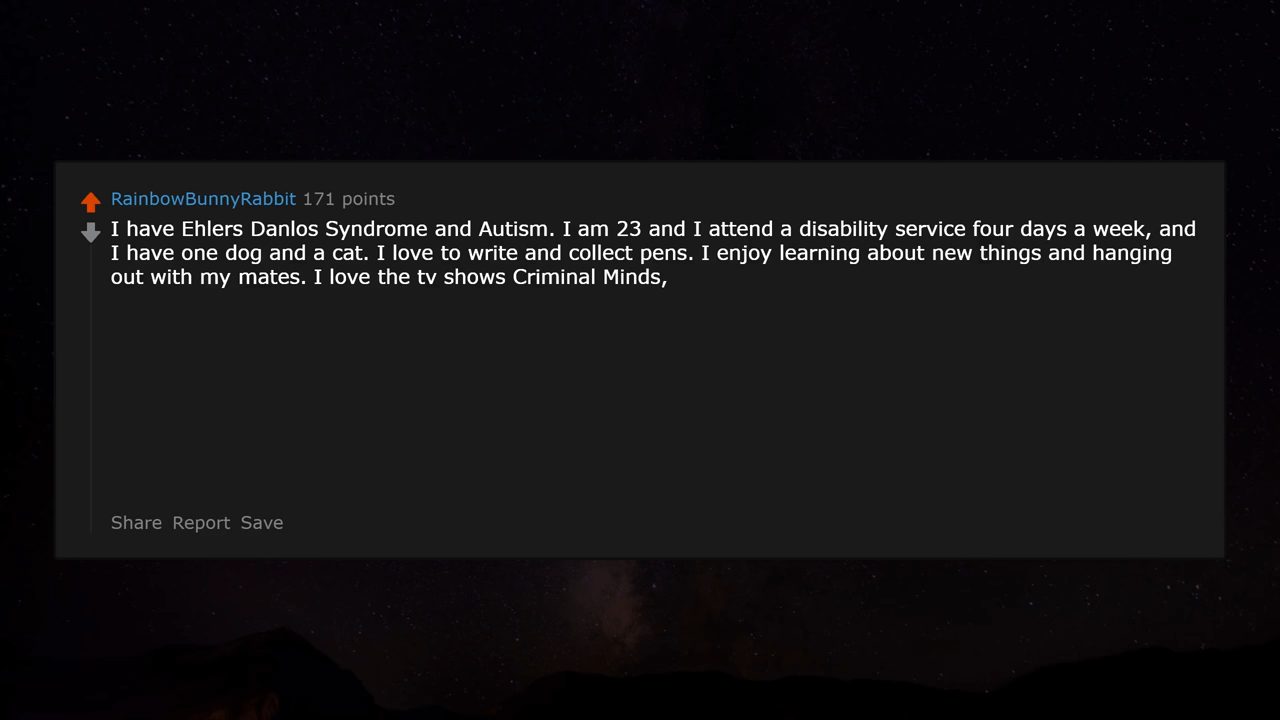 RainbowBunnyRabbit 171 points
I have Ehlers Danlos Syndrome and Autism. I am 23 and I attend a disability service four days a week, and
I have one dog and a cat. I love to write and collect pens. I enjoy learning about new things and hanging
out with my mates. I love the tv shows Criminal Minds,
Share Report Save